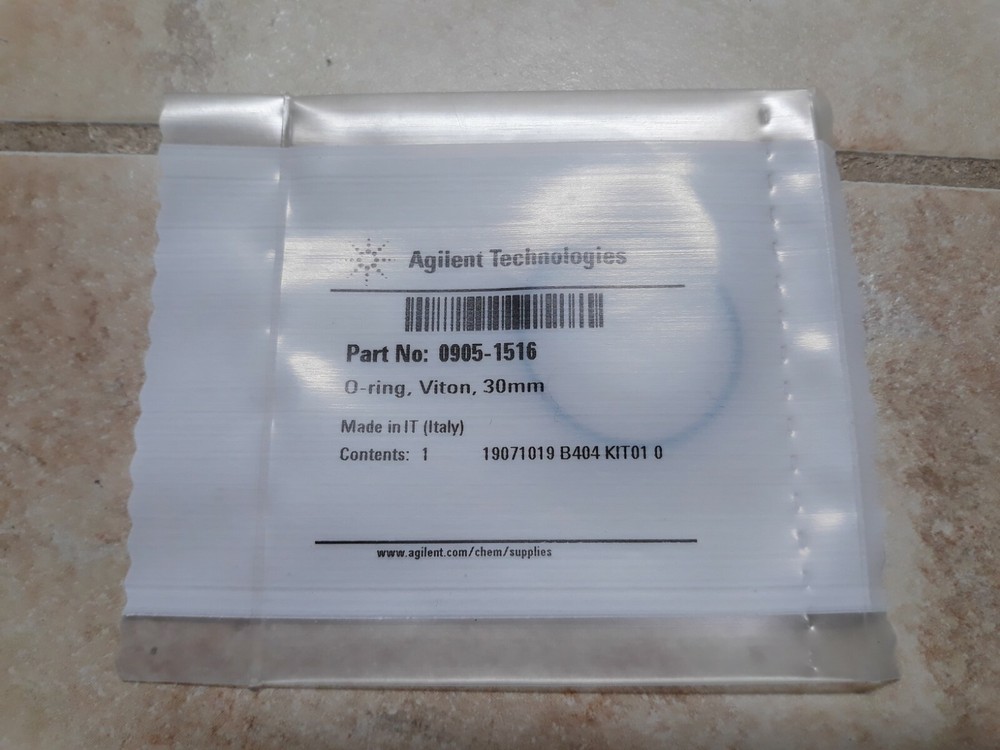 Agilent Technologies
Part No: 0905-1516
O-ring, Viton, 30mm
Made in IT (Italy)
Contents: 1 19071019 B404 KIT01 0
www.agilent.com/chem/supplies